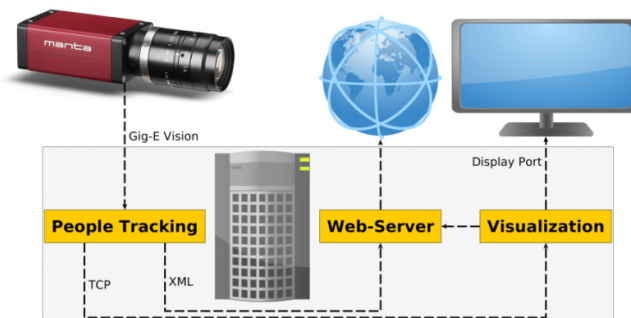 manta
Gig-E Vision
Display Port
People Tracking
Web-Server
Visualization
TCP
XML